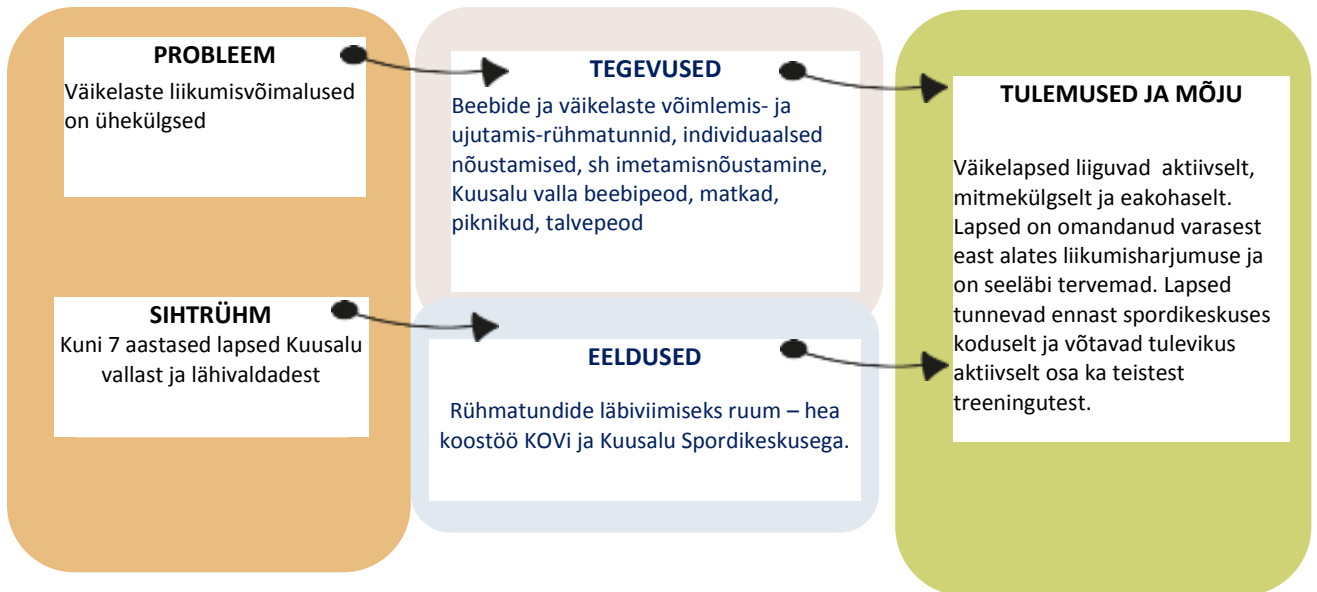 PROBLEEM
Väikelaste liikumisvõimalused
on ühekülgsed
SIHTRÜHM
Kuni 7 aastased lapsed Kuusalu
vallast ja lähivaldadest
TEGEVUSED
Beebide ja väikelaste võimlemis- ja
ujutamis-rühmatunnid, individuaalsed
nõustamised, sh imetamisnõustamine,
Kuusalu valla beebipeod, matkad,
piknikud, talvepeod
EELDUSED
Rühmatundide läbiviimiseks ruum – hea
koostöö KOVi ja Kuusalu Spordikeskusega.
TULEMUSED JA MÕJU
Väikelapsed liiguvad aktiivselt,
mitmekülgselt ja eakohaselt.
Lapsed on omandanud varasest
east alates liikumisharjumuse ja
on seeläbi tervemad. Lapsed
tunnevad ennast spordikeskuses
koduselt ja võtavad tulevikus
aktiivselt osa ka teistest
treeningutest.